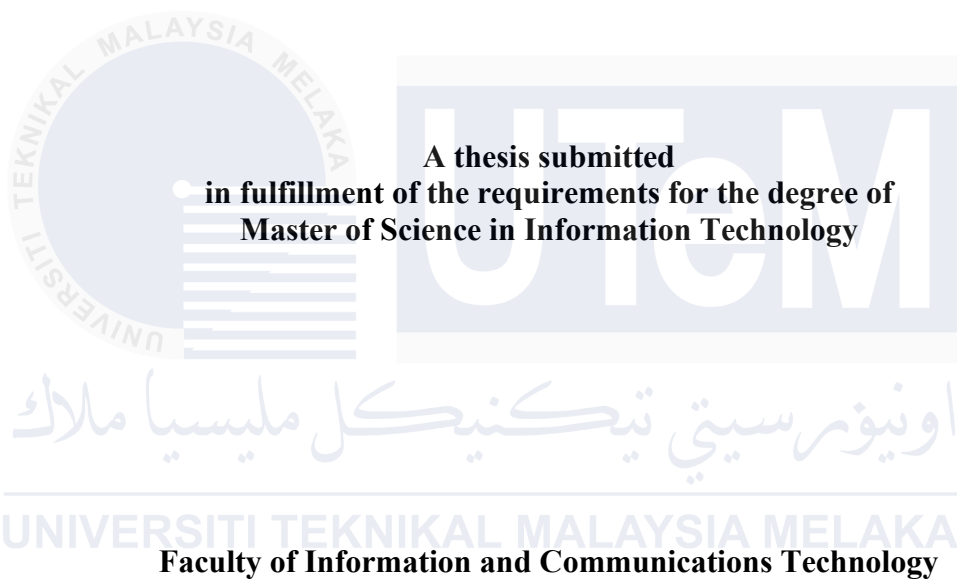 UNIVERSITI TEKNIKAL MALAYSIA MELAKA
UTeM
A thesis submitted
in fulfillment of the requirements for the degree of
Master of Science in Information Technology
اونيۏرسيتي تيكنيكل مليسيا ملاك
UNIVERSITI TEKNIKAL MALAYSIA MELAKA
Faculty of Information and Communications Technology